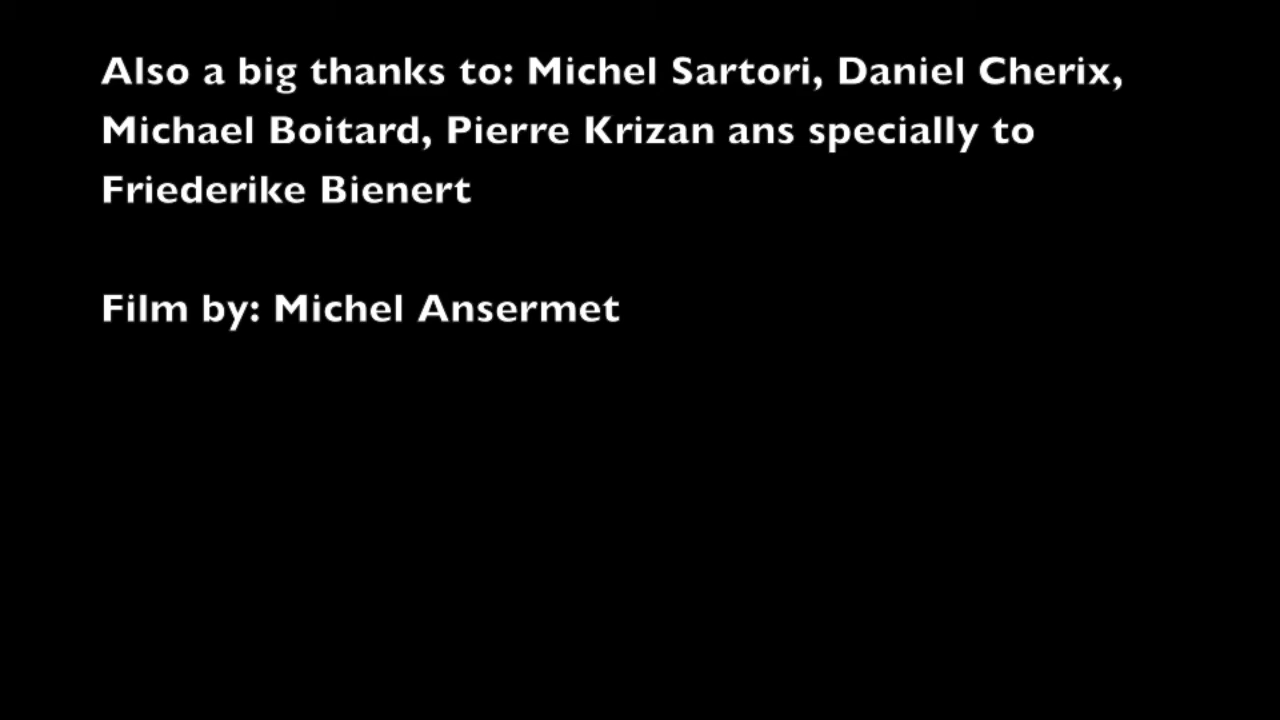 Also a big thanks to: Michel Sartori, Daniel Cherix,
Michael Boitard, Pierre Krizan ans specially to
Friederike Bienert
Film by: Michel Ansermet